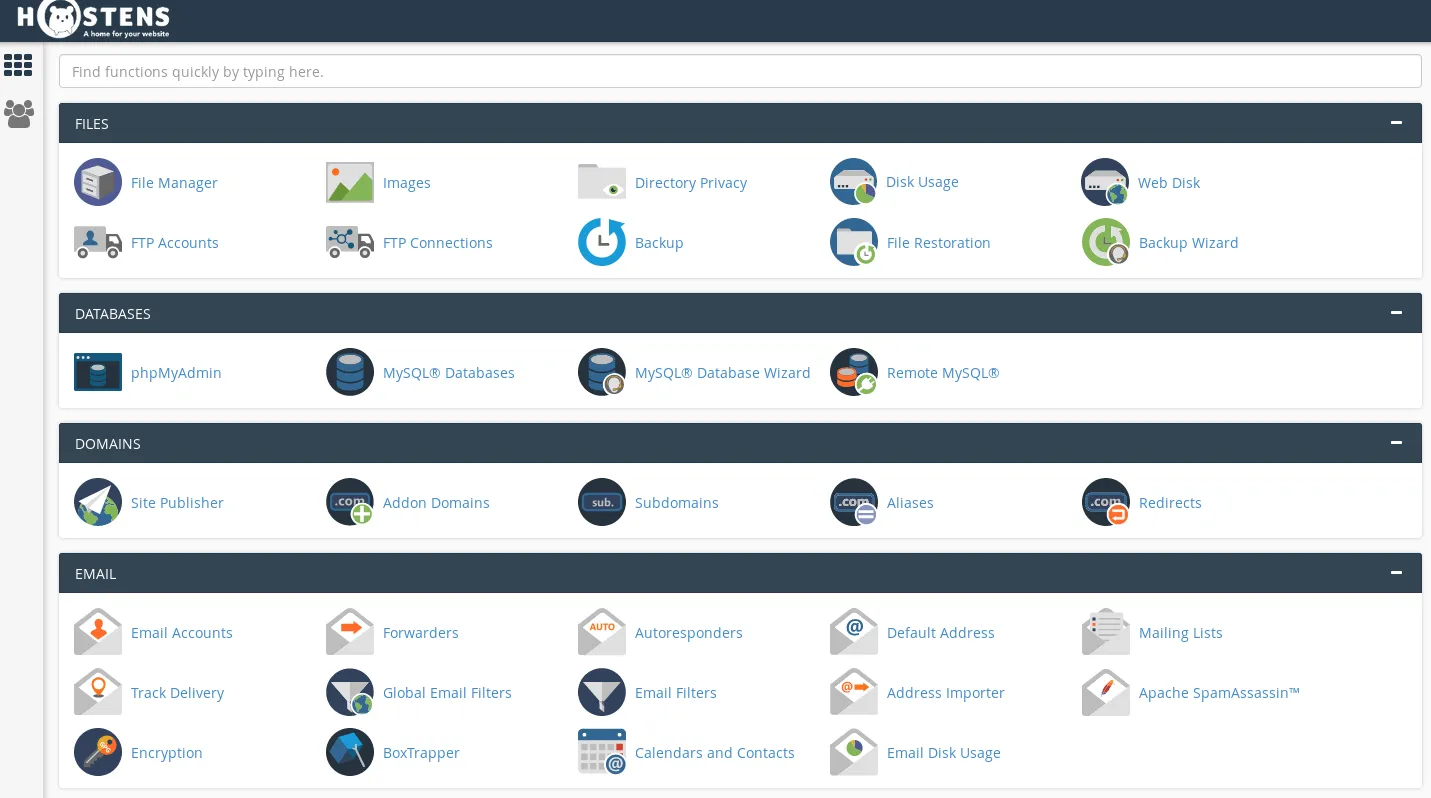 HOSTENS
A home for your website
Find functions quickly by typing here.
FILES
File Manager
Images
Directory Privacy
Disk Usage
Web Disk
FTP Accounts
FTP Connections
Backup
File Restoration
Backup Wizard
DATABASES
phpMyAdmin
MySQL® Databases
MySQL® Database Wizard
Remote MySQL®
DOMAINS
Site Publisher
.com
Addon Domains
sub.
Subdomains
.com
Aliases
.com
Redirects
EMAIL
Email Accounts
Forwarders
AUTO
Autoresponders
@
Default Address
Mailing Lists
Track Delivery
Global Email Filters
Email Filters
@
Address Importer
Apache SpamAssassin™
Encryption
BoxTrapper
@
Calendars and Contacts
Email Disk Usage